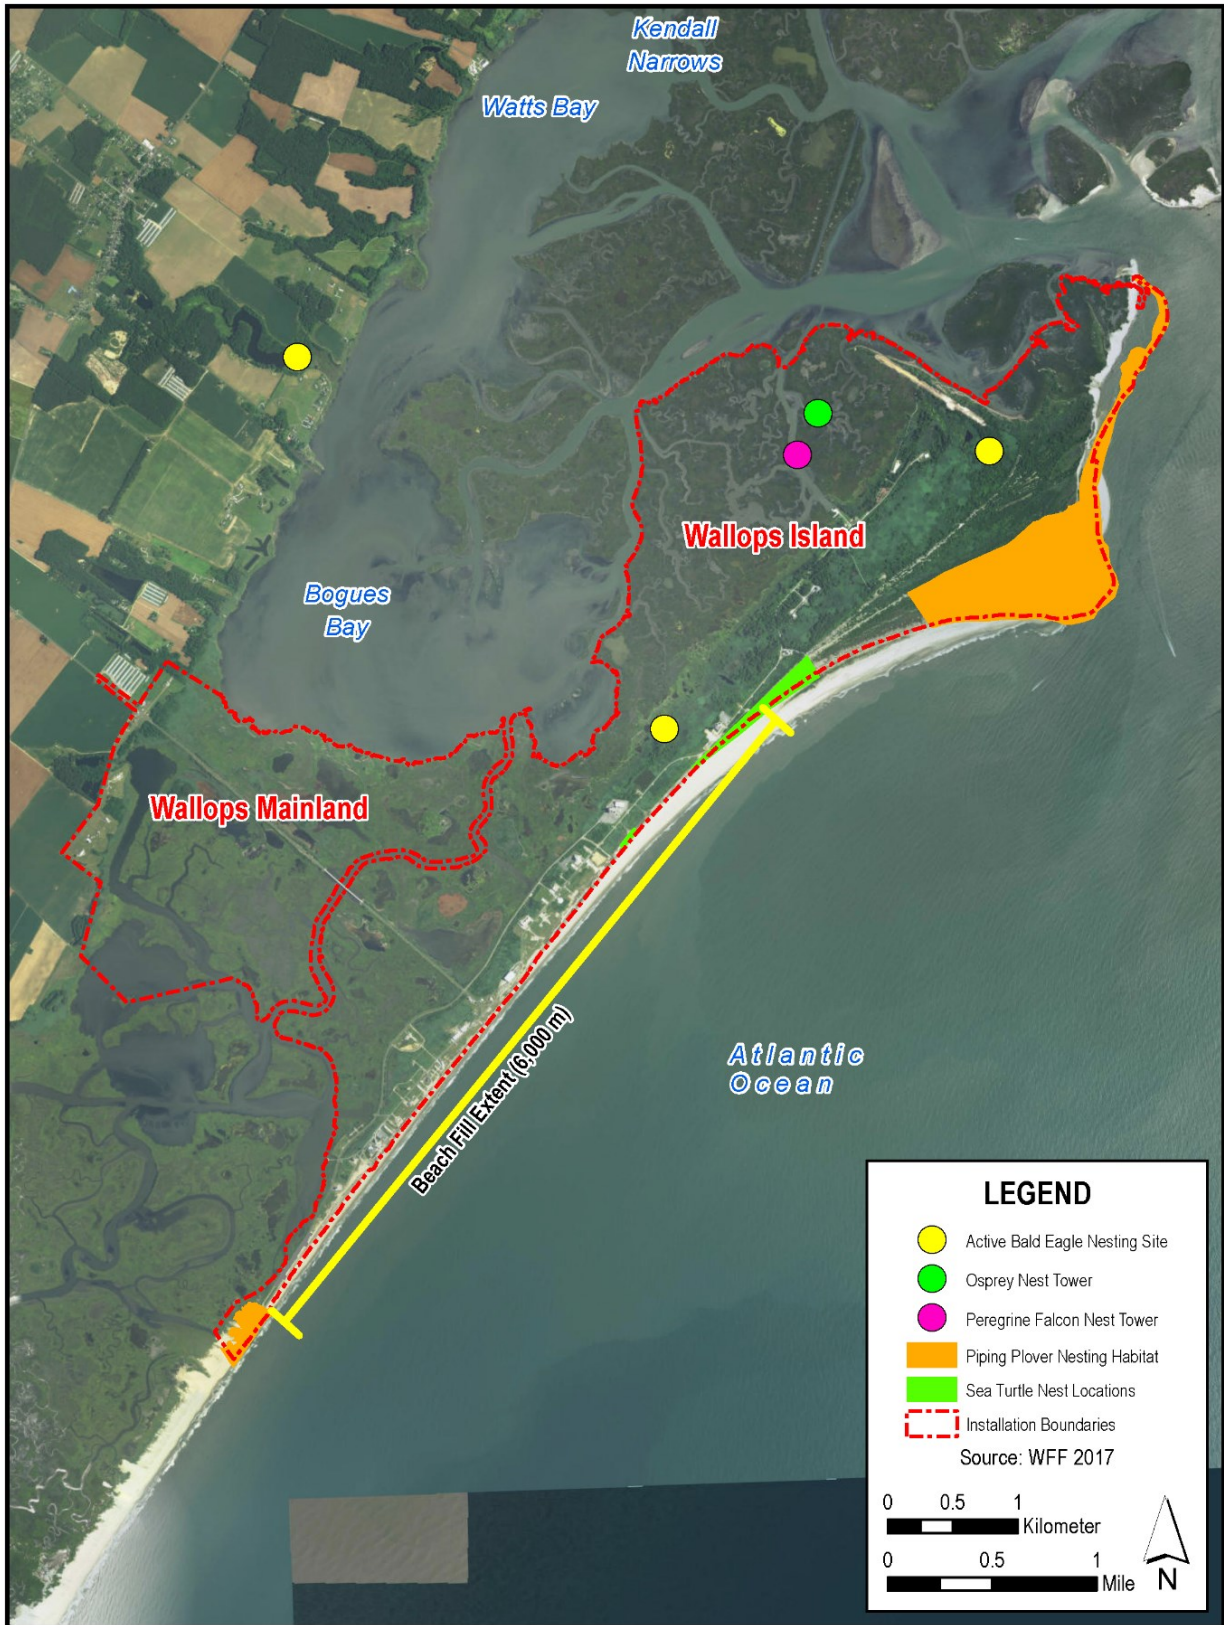 Kendall
Narrows
Watts Bay
Wallops Island
Bogues
Bay
Wallops Mainland
Beach Fill Extent (6,000 m)
Atlantic
Ocean
LEGEND
Active Bald Eagle Nesting Site
Osprey Nest Tower
Peregrine Falcon Nest Tower
Piping Plover Nesting Habitat
Sea Turtle Nest Locations
Installation Boundaries
Source: WFF 2017
0 0.5 1
Kilometer
0 0.5 1
Mile
N